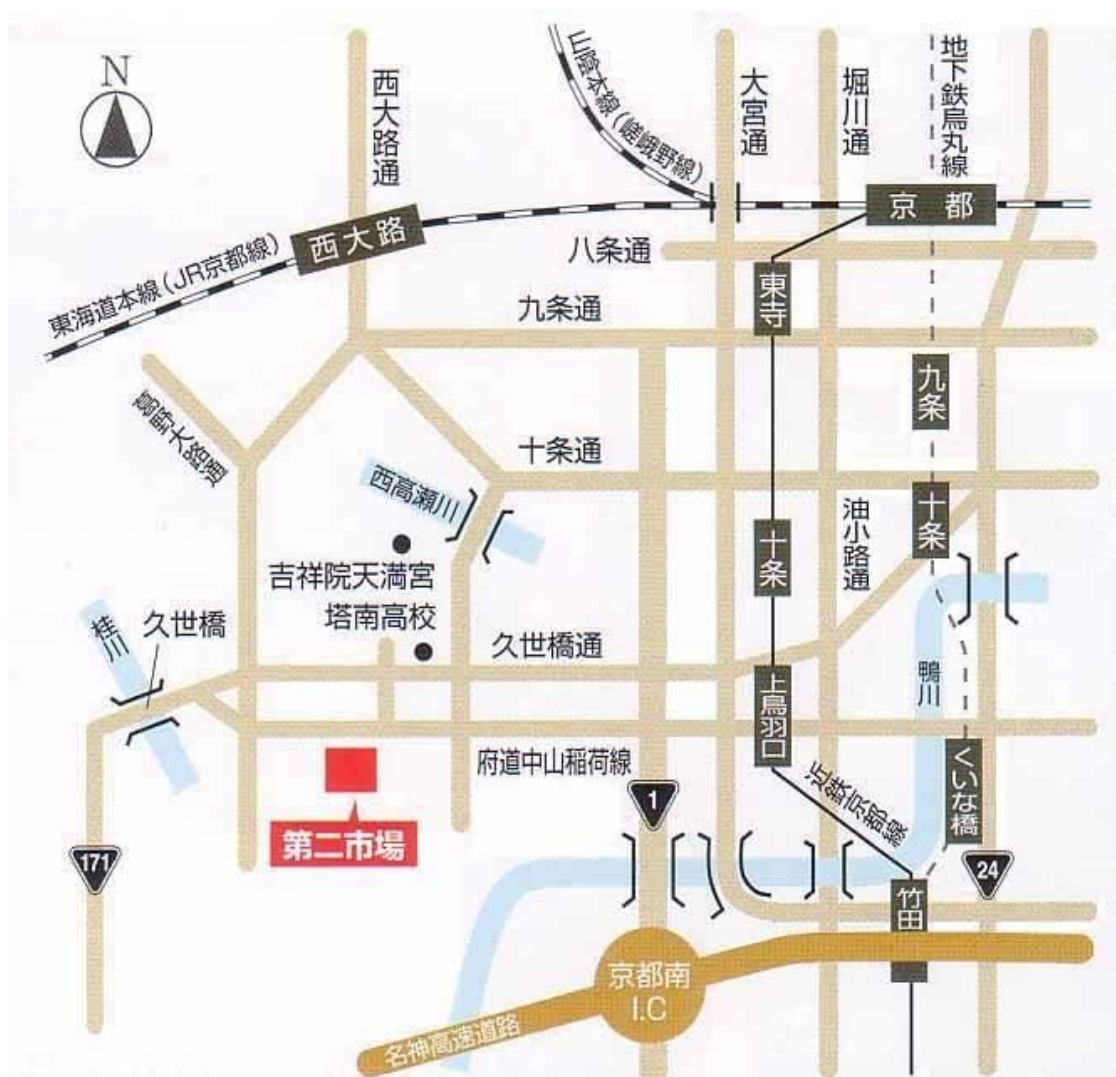 N
西大路通
山陰本線(嵯峨野線)
大宮通
堀川通
地下鉄烏丸線
京都
西大路
東海道本線(JR京都線)
八条通
東寺
九条通
九条
葛野大路通
十条通
西高瀬川
十条
十条
油小路通
吉祥院天満宮
塔南高校
桂川
久世橋
久世橋通
鴨川
上鳥羽口
府道中山稲荷線
くいな橋
近鉄京都線
1
第二市場
171
24
竹田
京都南
I.C
名神高速道路